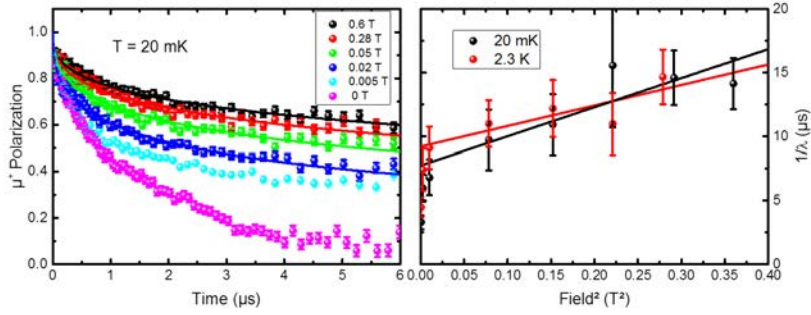 T = 20 mK
0.6 T
0.28 T
0.05 T
0.02 T
0.005 T
0 T
1.0
0.8
0.6
0.4
0.2
0.0
0 1 2 3 4 5 6
Time (μs)
μ⁺ Polarization
20 mK
2.3 K
20
15
10
5
0
0.00 0.05 0.10 0.15 0.20 0.25 0.30 0.35 0.40
Field² (T²)
1/λ (μs)